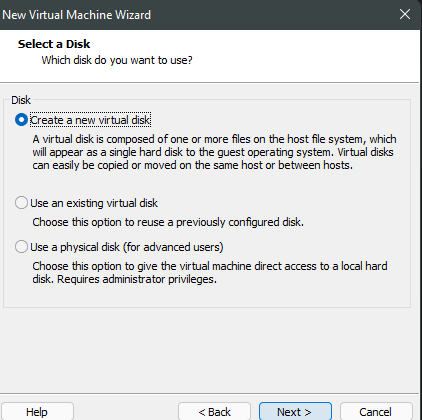 New Virtual Machine Wizard
Select a Disk
Which disk do you want to use?
Disk
Create a new virtual disk
A virtual disk is composed of one or more files on the host file system, which
will appear as a single hard disk to the guest operating system. Virtual disks
can easily be copied or moved on the same host or between hosts.
Use an existing virtual disk
Choose this option to reuse a previously configured disk.
Use a physical disk (for advanced users)
Choose this option to give the virtual machine direct access to a local hard
disk. Requires administrator privileges.
Help
< Back
Next >
Cancel